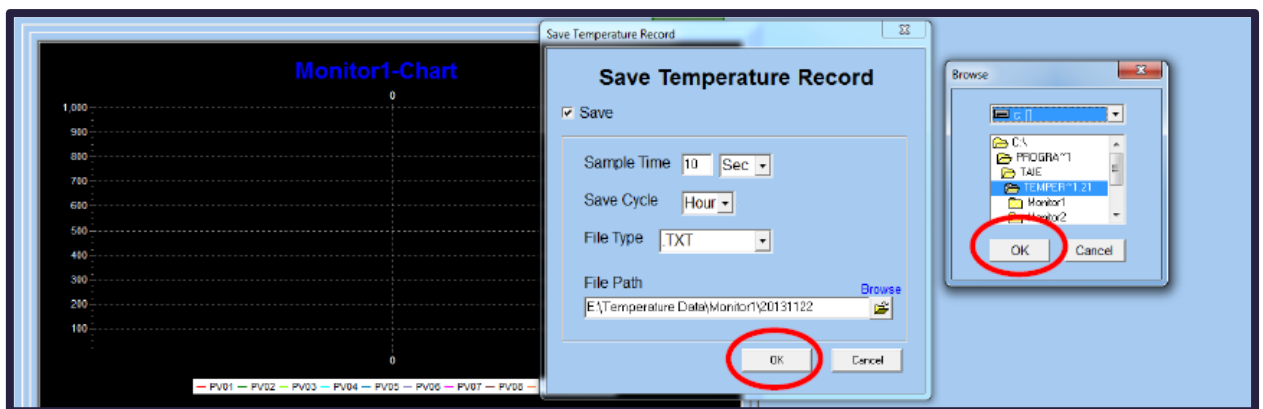 Monitor1-Chart
0
1,000
900
800
700
600
500
400
300
200
100
0
PV01 PV02 PV03 PV04 PV05 PV06 PV07 PV08
Save Temperature Record
Save Temperature Record
Save
Sample Time 10 Sec
Save Cycle Hour
File Type .TXT
File Path
Browse
E:\Temperature Data\Monitor1\20131122
OK Cancel
Browse
c: []
C:\
PROGRA~1
TAIE
TEMPER~1.21
Monitor1
Monitor2
OK Cancel